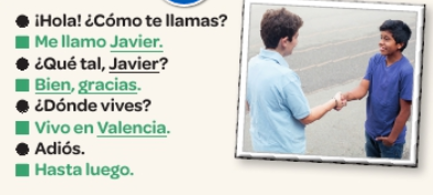 ● ¡Hola! ¿Cómo te llamas?
■ Me llamo Javier.
● ¿Qué tal, Javier?
■ Bien, gracias.
● ¿Dónde vives?
■ Vivo en Valencia.
● Adiós.
■ Hasta luego.